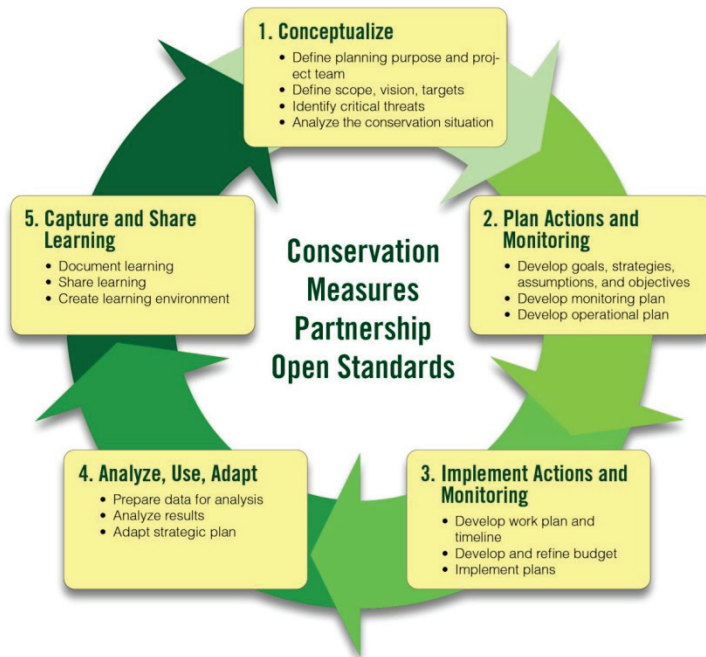 1. Conceptualize
• Define planning purpose and proj-
ect team
• Define scope, vision, targets
• Identify critical threats
• Analyze the conservation situation
2. Plan Actions and
Monitoring
• Develop goals, strategies,
assumptions, and objectives
• Develop monitoring plan
• Develop operational plan
3. Implement Actions and
Monitoring
• Develop work plan and
timeline
• Develop and refine budget
• Implement plans
4. Analyze, Use, Adapt
• Prepare data for analysis
• Analyze results
• Adapt strategic plan
5. Capture and Share
Learning
• Document learning
• Share learning
• Create learning environment
Conservation
Measures
Partnership
Open Standards